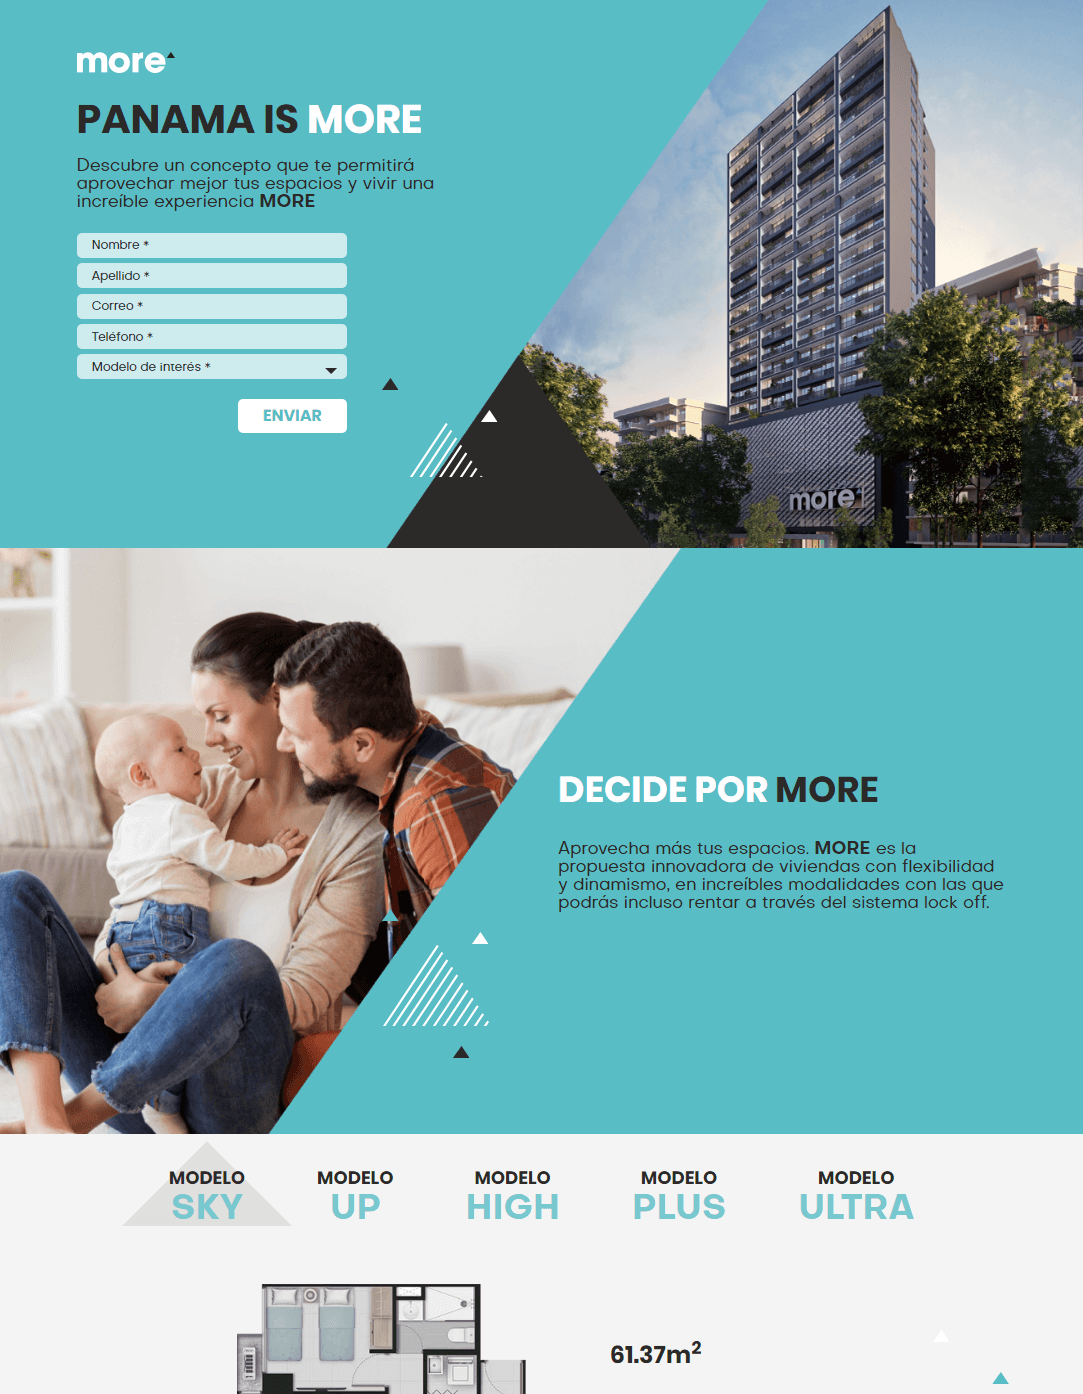 more
PANAMA IS MORE
Descubre un concepto que te permitirá
aprovechar mejor tus espacios y vivir una
increíble experiencia MORE
Nombre *
Apellido *
Correo *
Teléfono *
Modelo de interés *
ENVIAR
more
DECIDE POR MORE
Aprovecha más tus espacios. MORE es la
propuesta innovadora de viviendas con flexibilidad
y dinamismo, en increíbles modalidades con las que
podrás incluso rentar a través del sistema lock off.
MODELO
SKY
MODELO
UP
MODELO
HIGH
MODELO
PLUS
MODELO
ULTRA
61.37m²